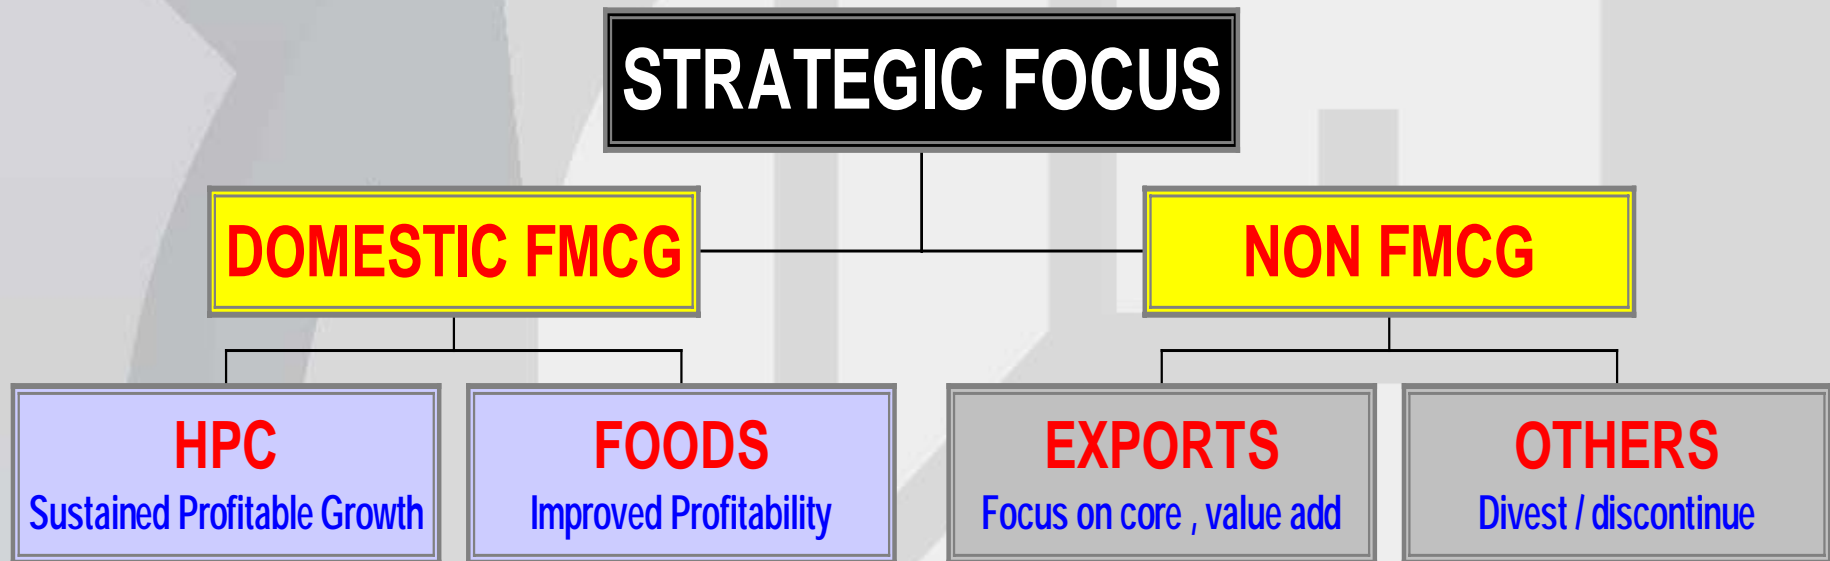 STRATEGIC FOCUS
DOMESTIC FMCG
NON FMCG
HPC
Sustained Profitable Growth
FOODS
Improved Profitability
EXPORTS
Focus on core , value add
OTHERS
Divest / discontinue